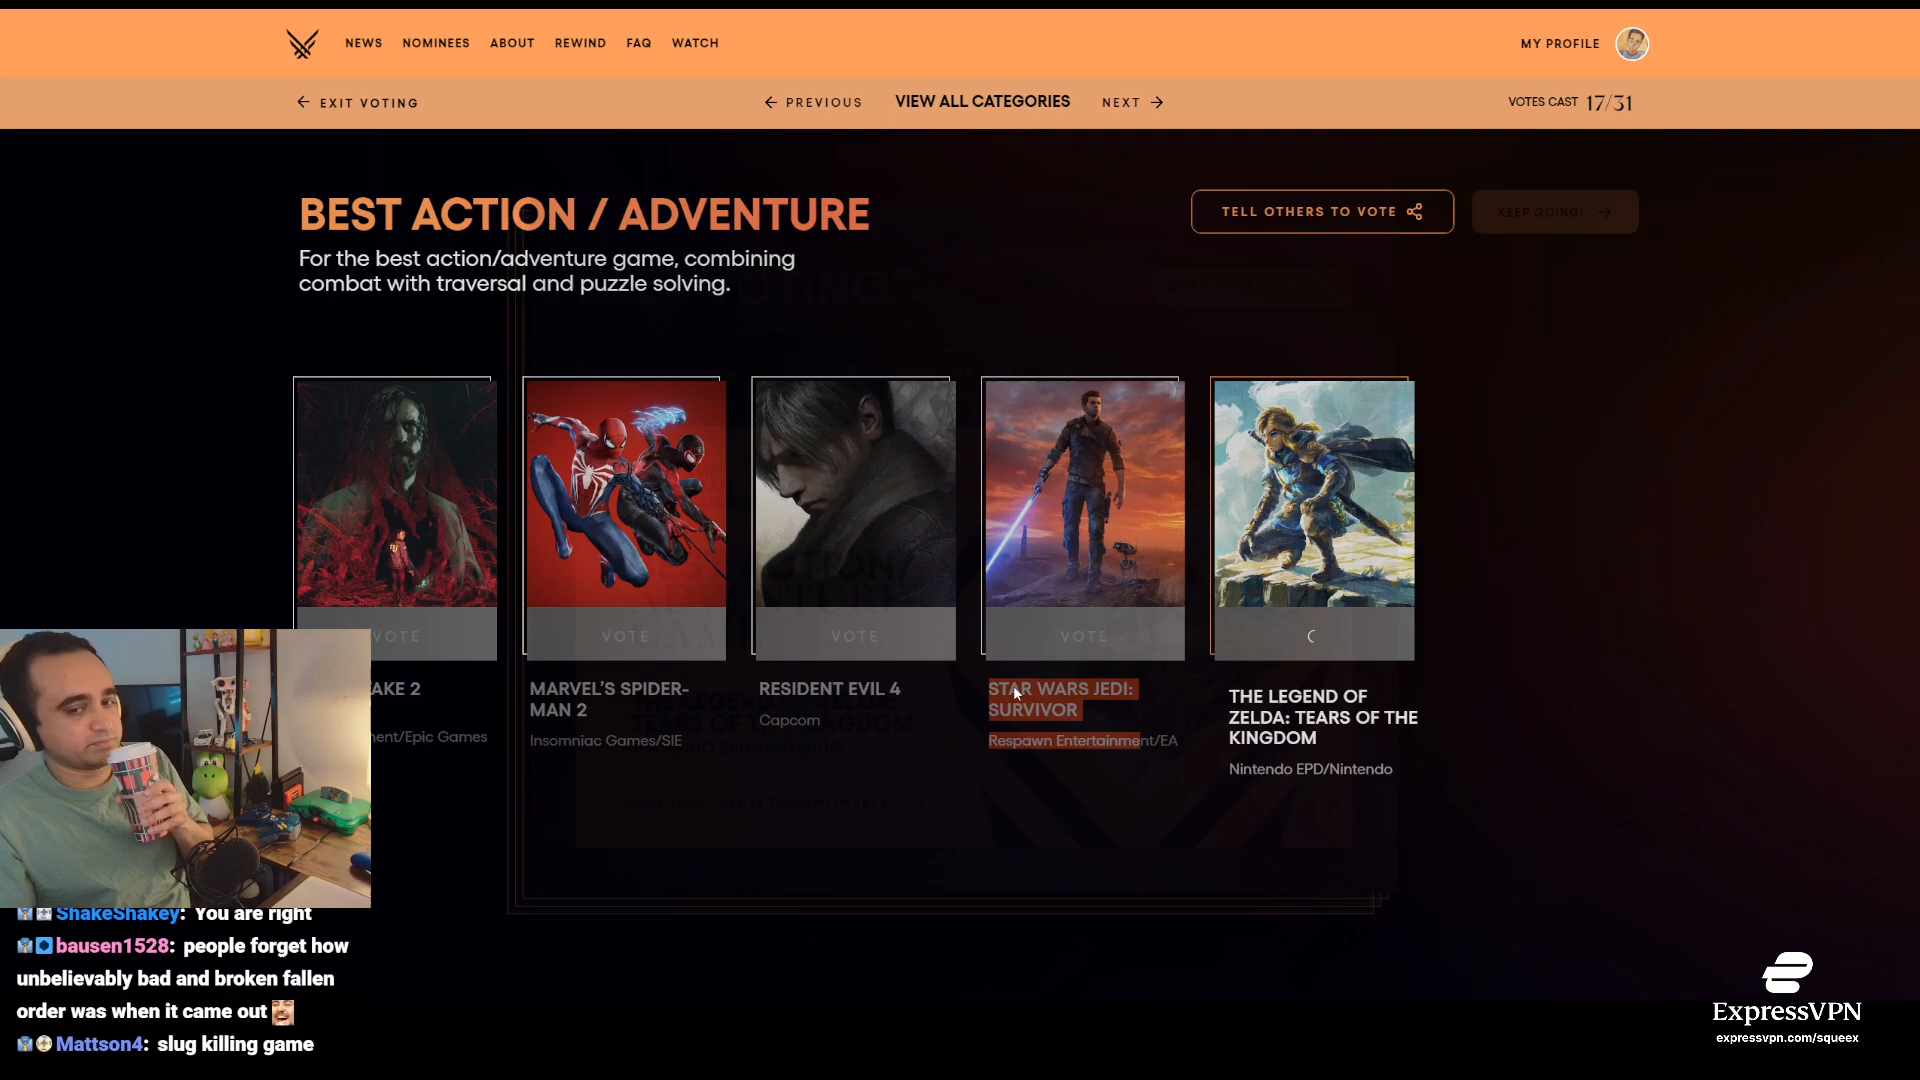 NEWS NOMINEES ABOUT REWIND FAQ WATCH
MY PROFILE
EXIT VOTING
PREVIOUS VIEW ALL CATEGORIES NEXT
VOTES CAST 17/31
BEST ACTION / ADVENTURE
For the best action/adventure game, combining
combat with traversal and puzzle solving.
TELL OTHERS TO VOTE
KEEP GOING!
VOTE
VOTE
VOTE
VOTE
AKE 2
ent/Epic Games
MARVEL'S SPIDER-
MAN 2
Insomniac Games/SIE
RESIDENT EVIL 4
Capcom
STAR WARS JEDI:
SURVIVOR
Respawn Entertainment/EA
THE LEGEND OF
ZELDA: TEARS OF THE
KINGDOM
Nintendo EPD/Nintendo
ShakeShakey: You are right
bausen1528: people forget how
unbelievably bad and broken fallen
order was when it came out
Mattson4: slug killing game
ExpressVPN
expressvpn.com/squeex